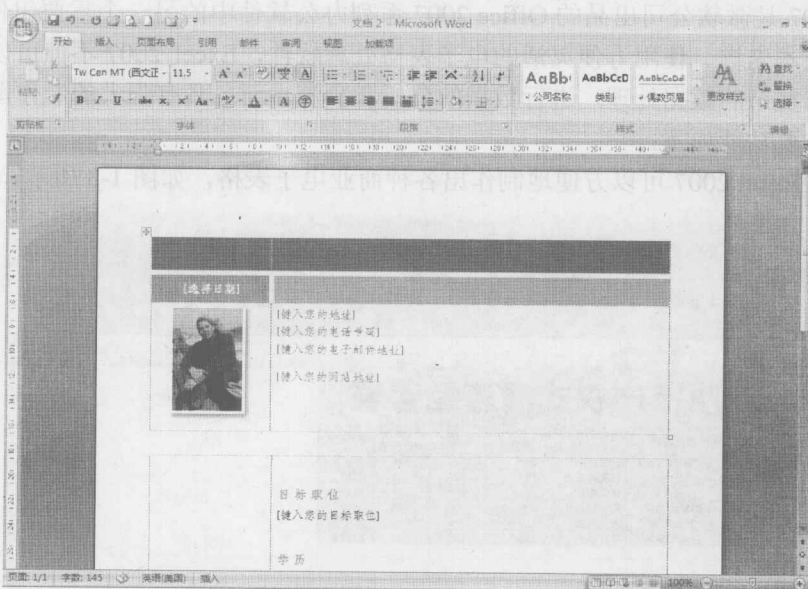 文档 2 - Microsoft Word
开始 插入 页面布局 引用 邮件 审阅 视图 加载项
Tw Cen MT (西文正 11.5
粘贴
AaBb AaBbCcD AaBbCcDd
公司名称 类别 偶数页眉
更改样式
查找
替换
选择
剪贴板 字体 段落 样式 编辑
[选择日期]
[键入您的地址]
[键入您的电话号码]
[键入您的电子邮件地址]
[键入您的网站地址]
目标职位
[键入您的目标职位]
学历
页面: 1/1 字数: 145 英语(美国) 插入 100%